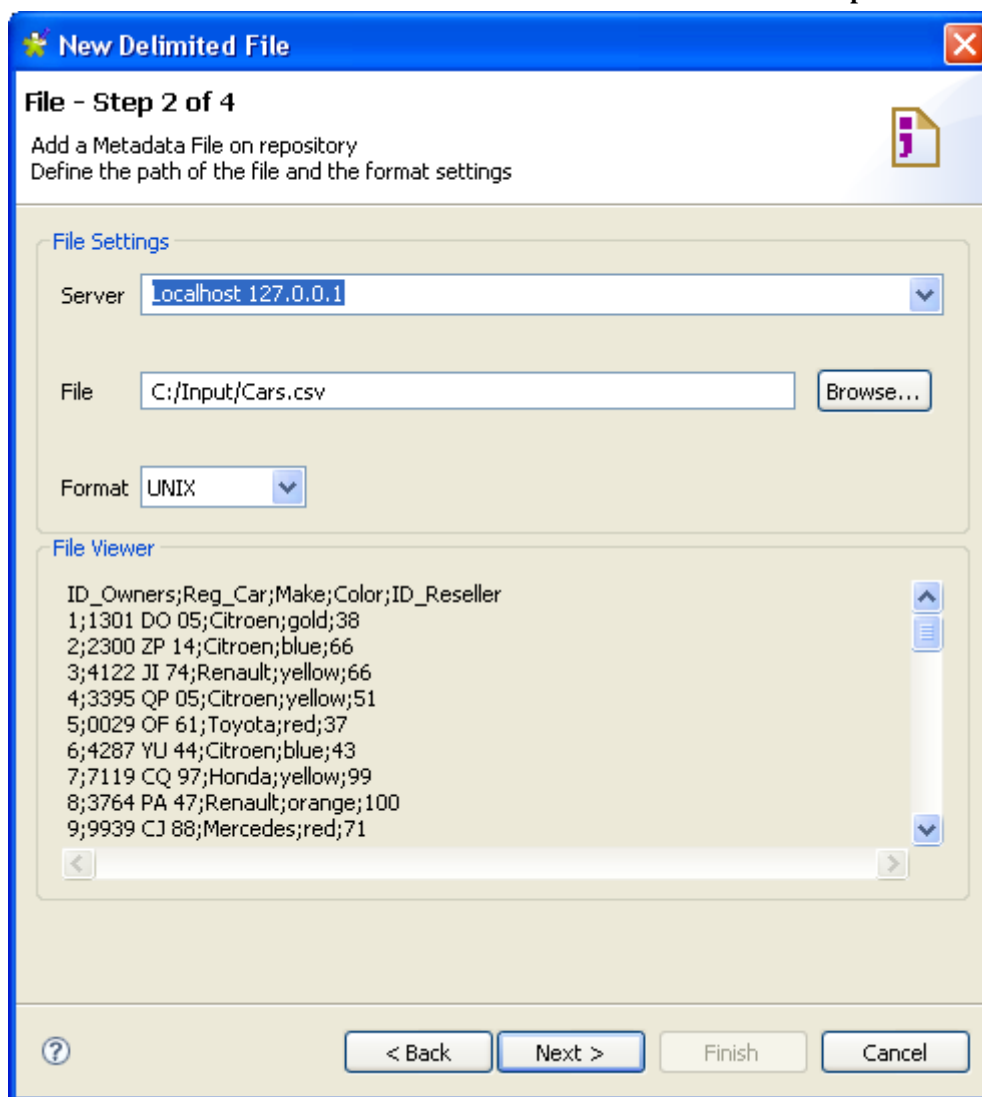 New Delimited File
File - Step 2 of 4
Add a Metadata File on repository
Define the path of the file and the format settings
File Settings
Server Localhost 127.0.0.1
File C:/Input/Cars.csv Browse...
Format UNIX
File Viewer
ID_Owners;Reg_Car;Make;Color;ID_Reseller
1;1301 DO 05;Citroen;gold;38
2;2300 ZP 14;Citroen;blue;66
3;4122 JI 74;Renault;yellow;66
4;3395 QP 05;Citroen;yellow;51
5;0029 OF 61;Toyota;red;37
6;4287 YU 44;Citroen;blue;43
7;7119 CQ 97;Honda;yellow;99
8;3764 PA 47;Renault;orange;100
9;9939 CJ 88;Mercedes;red;71
< Back Next > Finish Cancel